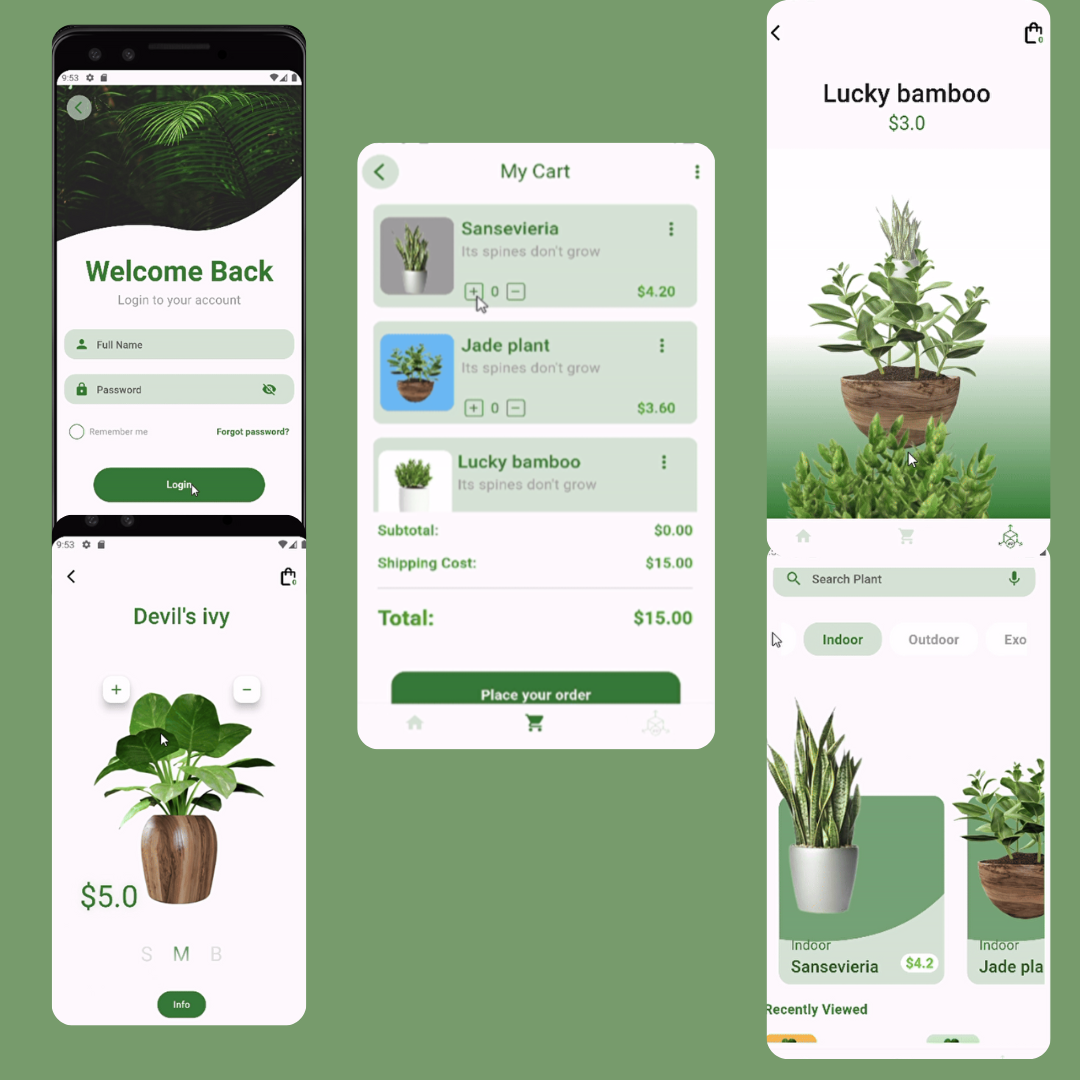 9:53
Welcome Back
Login to your account
Full Name
Password
Remember me
Forgot password?
Login
9:53
0
Devil's ivy
+
−
$5.0
S M B
Info
My Cart
Sansevieria
Its spines don't grow
+ 0 −
$4.20
Jade plant
Its spines don't grow
+ 0 −
$3.60
Lucky bamboo
Its spines don't grow
Subtotal: $0.00
Shipping Cost: $15.00
Total: $15.00
Place your order
0
Lucky bamboo
$3.0
Search Plant
Indoor Outdoor Exo
Indoor
Sansevieria
$4.2
Indoor
Jade pla
Recently Viewed